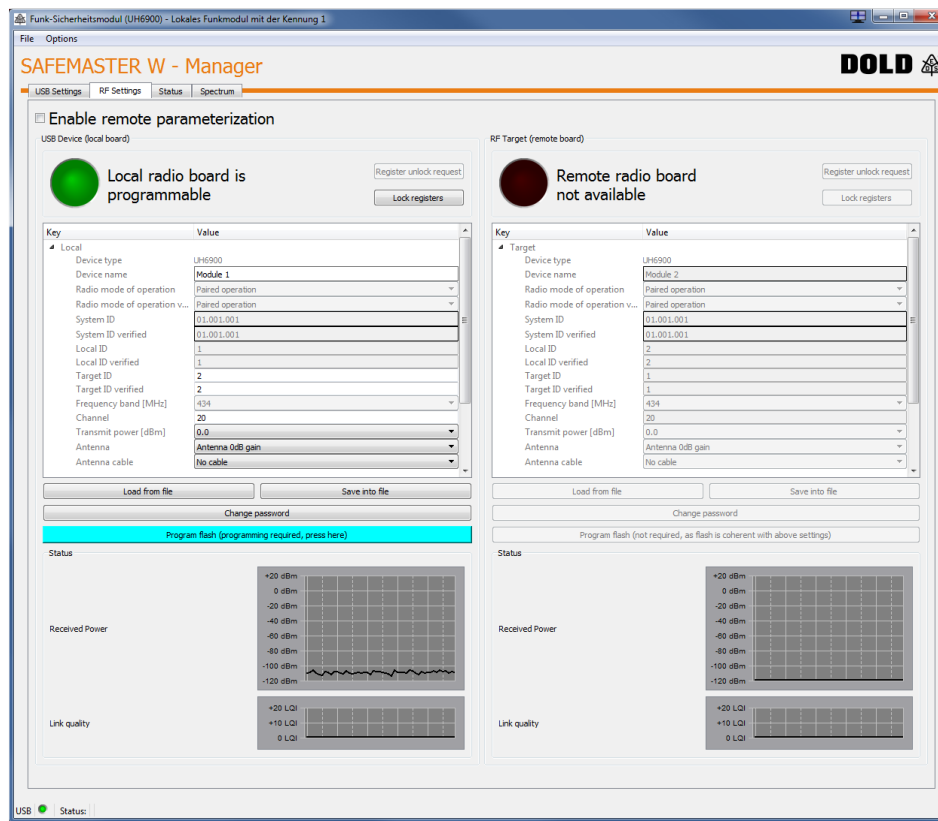 Funk-Sicherheitsmodul (UH6900) - Lokales Funkmodul mit der Kennung 1
File Options
SAFEMASTER W - Manager
DOLD
USB Settings RF Settings Status Spectrum
Enable remote parameterization
USB Device (local board)
Local radio board is
programmable
Register unlock request
Lock registers
Key Value
Local
Device type UH6900
Device name Module 1
Radio mode of operation Paired operation
Radio mode of operation v... Paired operation
System ID 01.001.001
System ID verified 01.001.001
Local ID 1
Local ID verified 1
Target ID 2
Target ID verified 2
Frequency band [MHz] 434
Channel 20
Transmit power [dBm] 0.0
Antenna Antenna 0dB gain
Antenna cable No cable
Load from file Save into file
Change password
Program flash (programming required, press here)
Status
Received Power
+20 dBm
0 dBm
-20 dBm
-40 dBm
-60 dBm
-80 dBm
-100 dBm
-120 dBm
Link quality
+20 LQI
+10 LQI
0 LQI
RF Target (remote board)
Remote radio board
not available
Register unlock request
Lock registers
Key Value
Target
Device type UH6900
Device name Module 2
Radio mode of operation Paired operation
Radio mode of operation v... Paired operation
System ID 01.001.001
System ID verified 01.001.001
Local ID 2
Local ID verified 2
Target ID 1
Target ID verified 1
Frequency band [MHz] 434
Channel 20
Transmit power [dBm] 0.0
Antenna Antenna 0dB gain
Antenna cable No cable
Load from file Save into file
Change password
Program flash (not required, as flash is coherent with above settings)
Status
Received Power
+20 dBm
0 dBm
-20 dBm
-40 dBm
-60 dBm
-80 dBm
-100 dBm
-120 dBm
Link quality
+20 LQI
+10 LQI
0 LQI
USB Status: